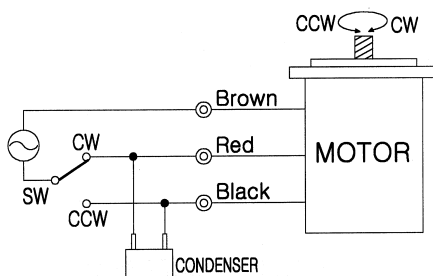 CCW CW
Brown
CW
Red
MOTOR
SW
Black
CCW
CONDENSER